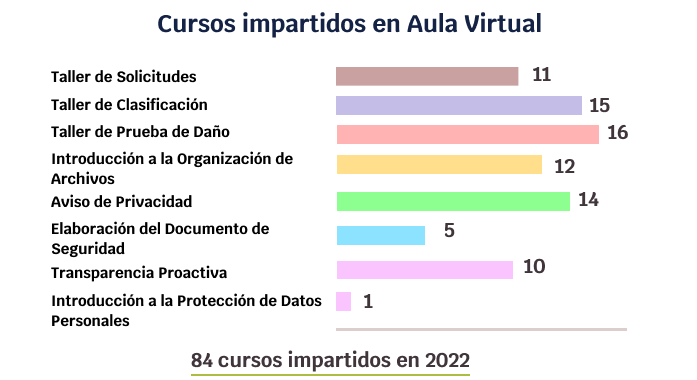 Cursos impartidos en Aula Virtual
Taller de Solicitudes 11
Taller de Clasificación 15
Taller de Prueba de Daño 16
Introducción a la Organización de
Archivos 12
Aviso de Privacidad 14
Elaboración del Documento de
Seguridad 5
Transparencia Proactiva 10
Introducción a la Protección de Datos
Personales 1
84 cursos impartidos en 2022